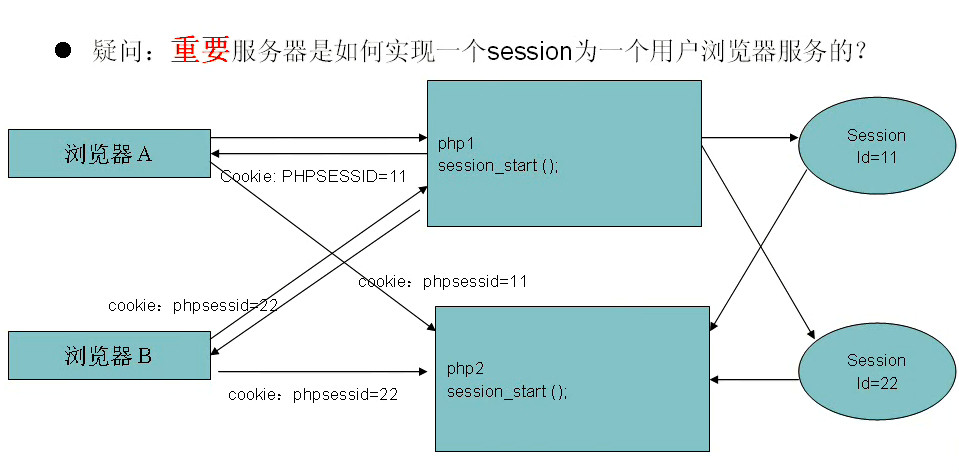 ● 疑问：重要服务器是如何实现一个session为一个用户浏览器服务的？
浏览器A
php1
session_start ();
Session
Id=11
Cookie: PHPSESSID=11
cookie：phpsessid=11
cookie：phpsessid=22
浏览器B
php2
session_start ();
Session
Id=22
cookie：phpsessid=22